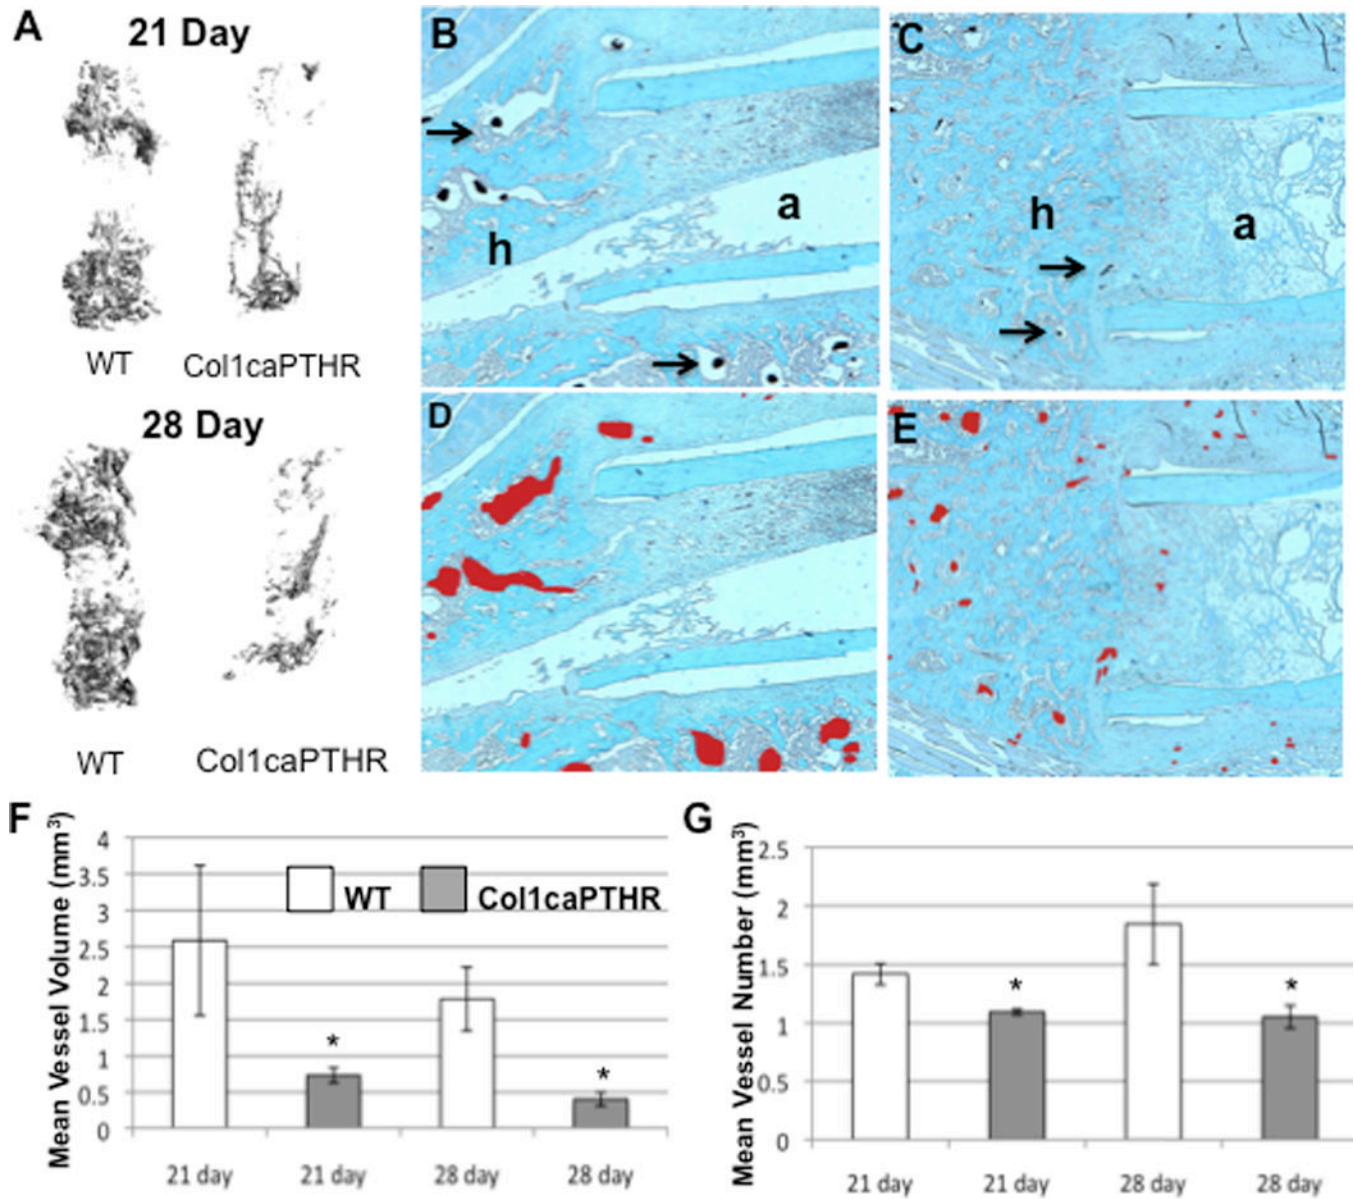 A
21 Day
WT
Col1caPTHR
28 Day
WT
Col1caPTHR
B
h
a
C
h
a
D
E
F
Mean Vessel Volume (mm³)
4
3.5
3
2.5
2
1.5
1
0.5
0
WT
Col1caPTHR
*
*
21 day
21 day
28 day
28 day
G
Mean Vessel Number (mm³)
2.5
2
1.5
1
0.5
0
*
*
21 day
21 day
28 day
28 day